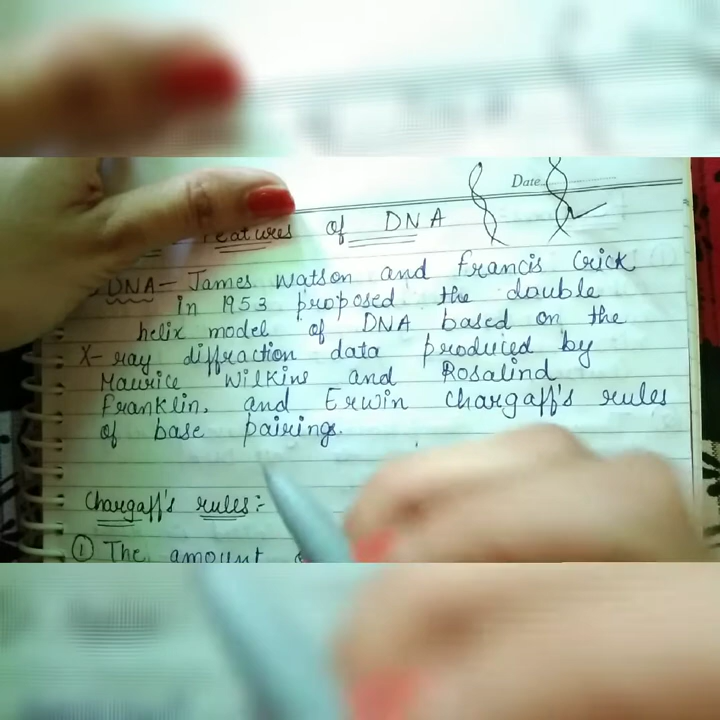 Date
Features of DNA
DNA- James Watson and Francis Crick
in 1953 proposed the double
helix model of DNA based on the
X-ray diffraction data produced by
Maurice Wilkins and Rosalind
Franklin, and Erwin Chargaff's rules
of base pairing.
Chargaff's rules:-
① The amount